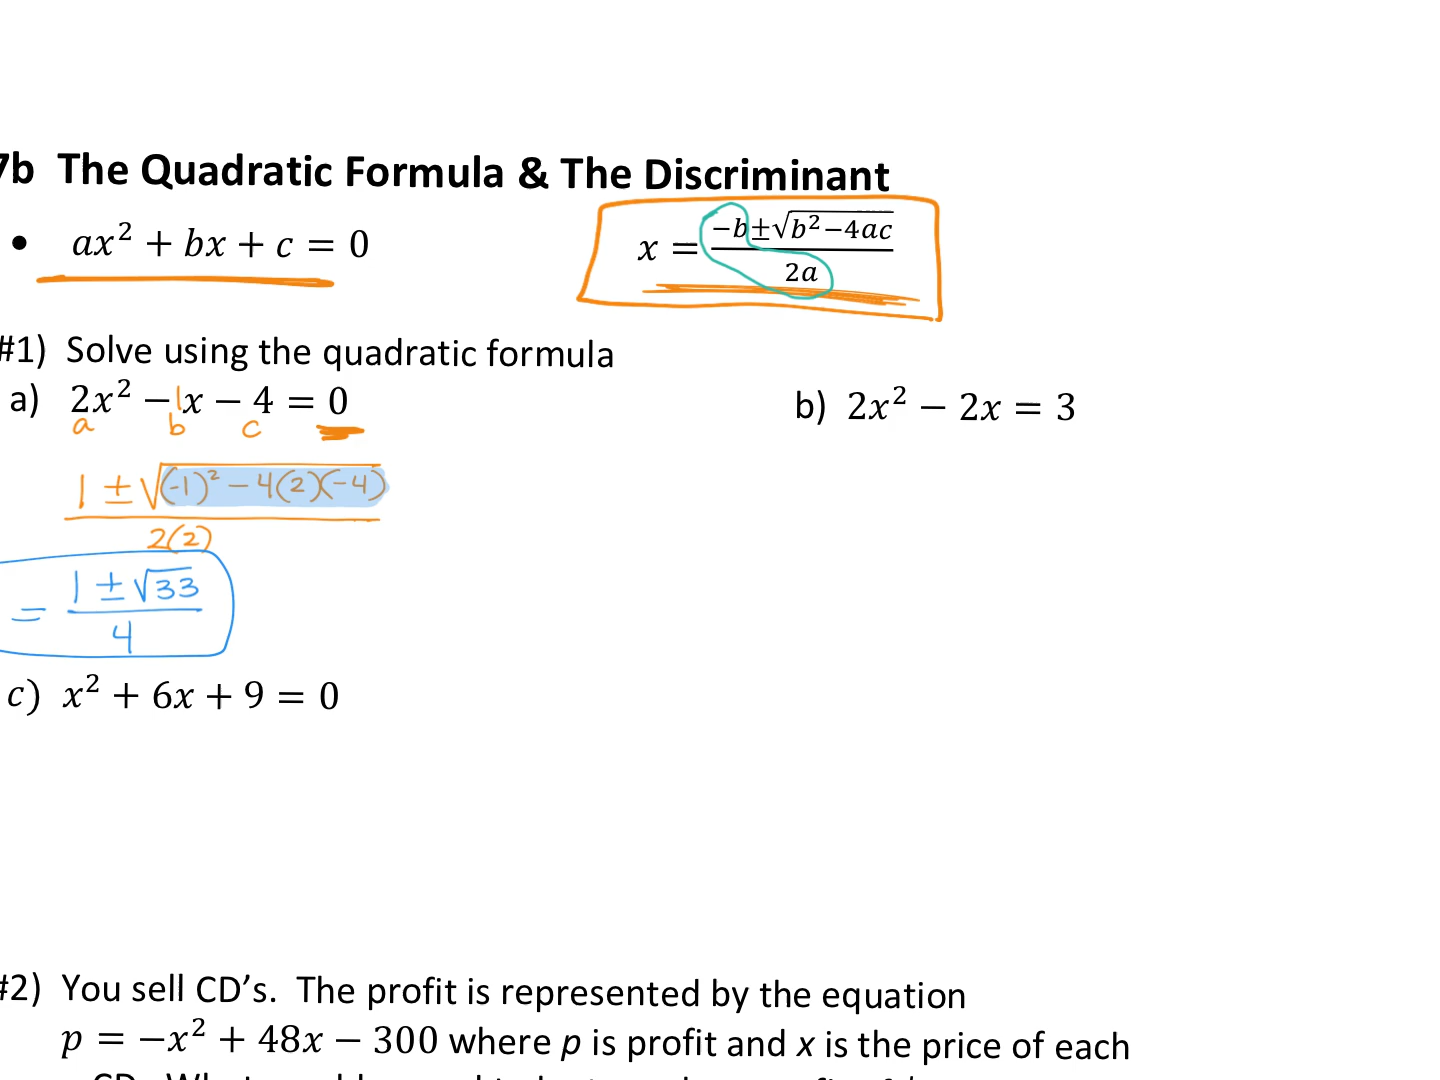 7b The Quadratic Formula & The Discriminant
• ax² + bx + c = 0
x = (−b±√(b²−4ac))/(2a)
#1) Solve using the quadratic formula
a) 2x² − 1x − 4 = 0
a b c
b) 2x² − 2x = 3
(1 ± √((-1)² − 4(2)(-4)))/(2(2))
= (1 ± √33)/4
c) x² + 6x + 9 = 0
#2) You sell CD’s. The profit is represented by the equation
p = −x² + 48x − 300 where p is profit and x is the price of each